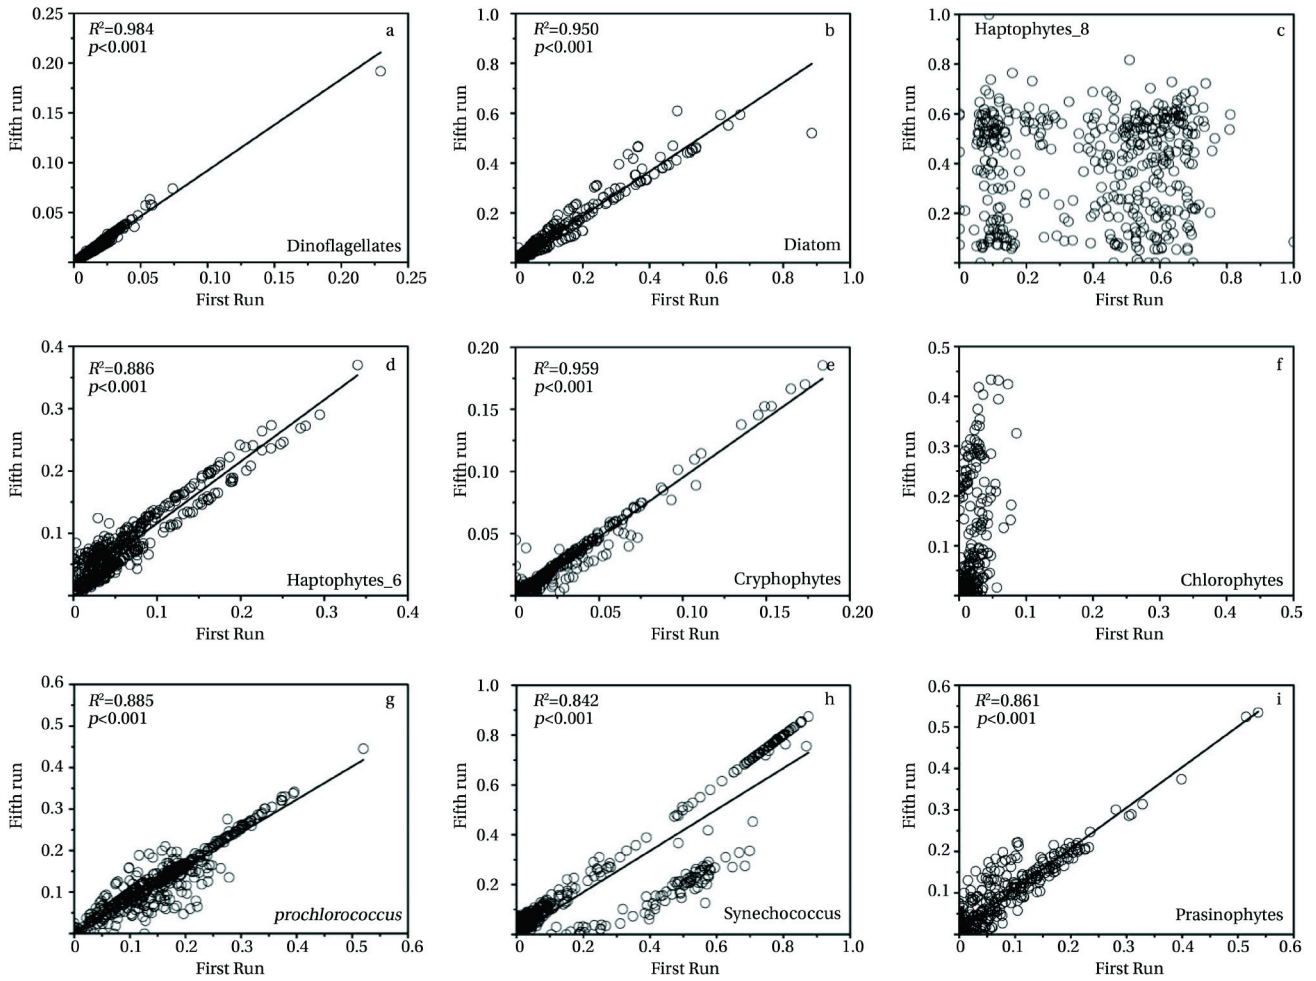 0.25
R²=0.984
p<0.001
a
0.20
0.15
0.10
0.05
Fifth run
Dinoflagellates
0
0.05
0.10
0.15
0.20
0.25
First Run
1.0
R²=0.950
p<0.001
b
0.8
0.6
0.4
0.2
Fifth run
Diatom
0
0.2
0.4
0.6
0.8
1.0
First Run
1.0
Haptophytes_8
c
0.8
0.6
0.4
0.2
Fifth run
0
0.2
0.4
0.6
0.8
1.0
First Run
0.4
R²=0.886
p<0.001
d
0.3
0.2
0.1
Fifth run
Haptophytes_6
0
0.1
0.2
0.3
0.4
First Run
0.20
R²=0.959
p<0.001
e
0.15
0.10
0.05
Fifth run
Cryphophytes
0
0.05
0.10
0.15
0.20
First Run
0.5
f
0.4
0.3
0.2
0.1
Fifth run
Chlorophytes
0
0.1
0.2
0.3
0.4
0.5
First Run
0.6
R²=0.885
p<0.001
g
0.5
0.4
0.3
0.2
0.1
Fifth run
prochlorococcus
0
0.1
0.2
0.3
0.4
0.5
0.6
First Run
1.0
R²=0.842
p<0.001
h
0.8
0.6
0.4
0.2
Fifth run
Synechococcus
0
0.2
0.4
0.6
0.8
1.0
First Run
0.6
R²=0.861
p<0.001
i
0.5
0.4
0.3
0.2
0.1
Fifth run
Prasinophytes
0
0.1
0.2
0.3
0.4
0.5
0.6
First Run